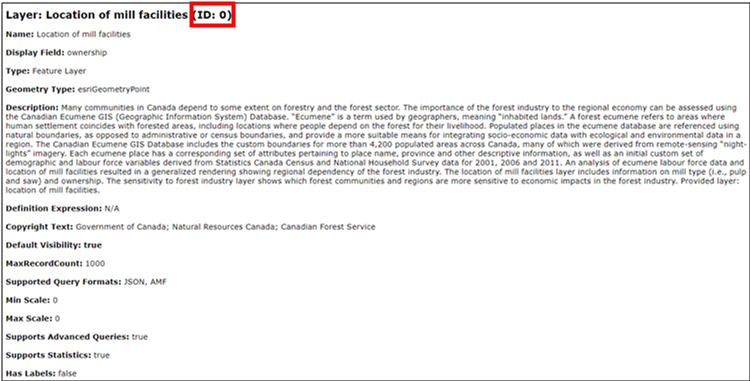 Layer: Location of mill facilities (ID: 0)
Name: Location of mill facilities
Display Field: ownership
Type: Feature Layer
Geometry Type: esriGeometryPoint
Description: Many communities in Canada depend to some extent on forestry and the forest sector. The importance of the forest industry to the regional economy can be assessed using
the Canadian Ecumene GIS (Geographic Information System) Database. “Ecumene” is a term used by geographers, meaning “inhabited lands.” A forest ecumene refers to areas where
human settlement coincides with forested areas, including locations where people depend on the forest for their livelihood. Populated places in the ecumene database are referenced using
natural boundaries, as opposed to administrative or census boundaries, and provide a more suitable means for integrating socio-economic data with ecological and environmental data in a
region. The Canadian Ecumene GIS Database includes the custom boundaries for more than 4,200 populated areas across Canada, many of which were derived from remote-sensing “night-
lights” imagery. Each ecumene place has a corresponding set of attributes pertaining to place name, province and other descriptive information, as well as an initial custom set of
demographic and labour force variables derived from Statistics Canada Census and National Household Survey data for 2001, 2006 and 2011. An analysis of ecumene labour force data and
location of mill facilities resulted in a generalized rendering showing regional dependency of the forest industry. The location of mill facilities layer includes information on mill type (i.e., pulp
and saw) and ownership. The sensitivity to forest industry layer shows which forest communities and regions are more sensitive to economic impacts in the forest industry. Provided layer:
location of mill facilities.
Definition Expression: N/A
Copyright Text: Government of Canada; Natural Resources Canada; Canadian Forest Service
Default Visibility: true
MaxRecordCount: 1000
Supported Query Formats: JSON, AMF
Min Scale: 0
Max Scale: 0
Supports Advanced Queries: true
Supports Statistics: true
Has Labels: false